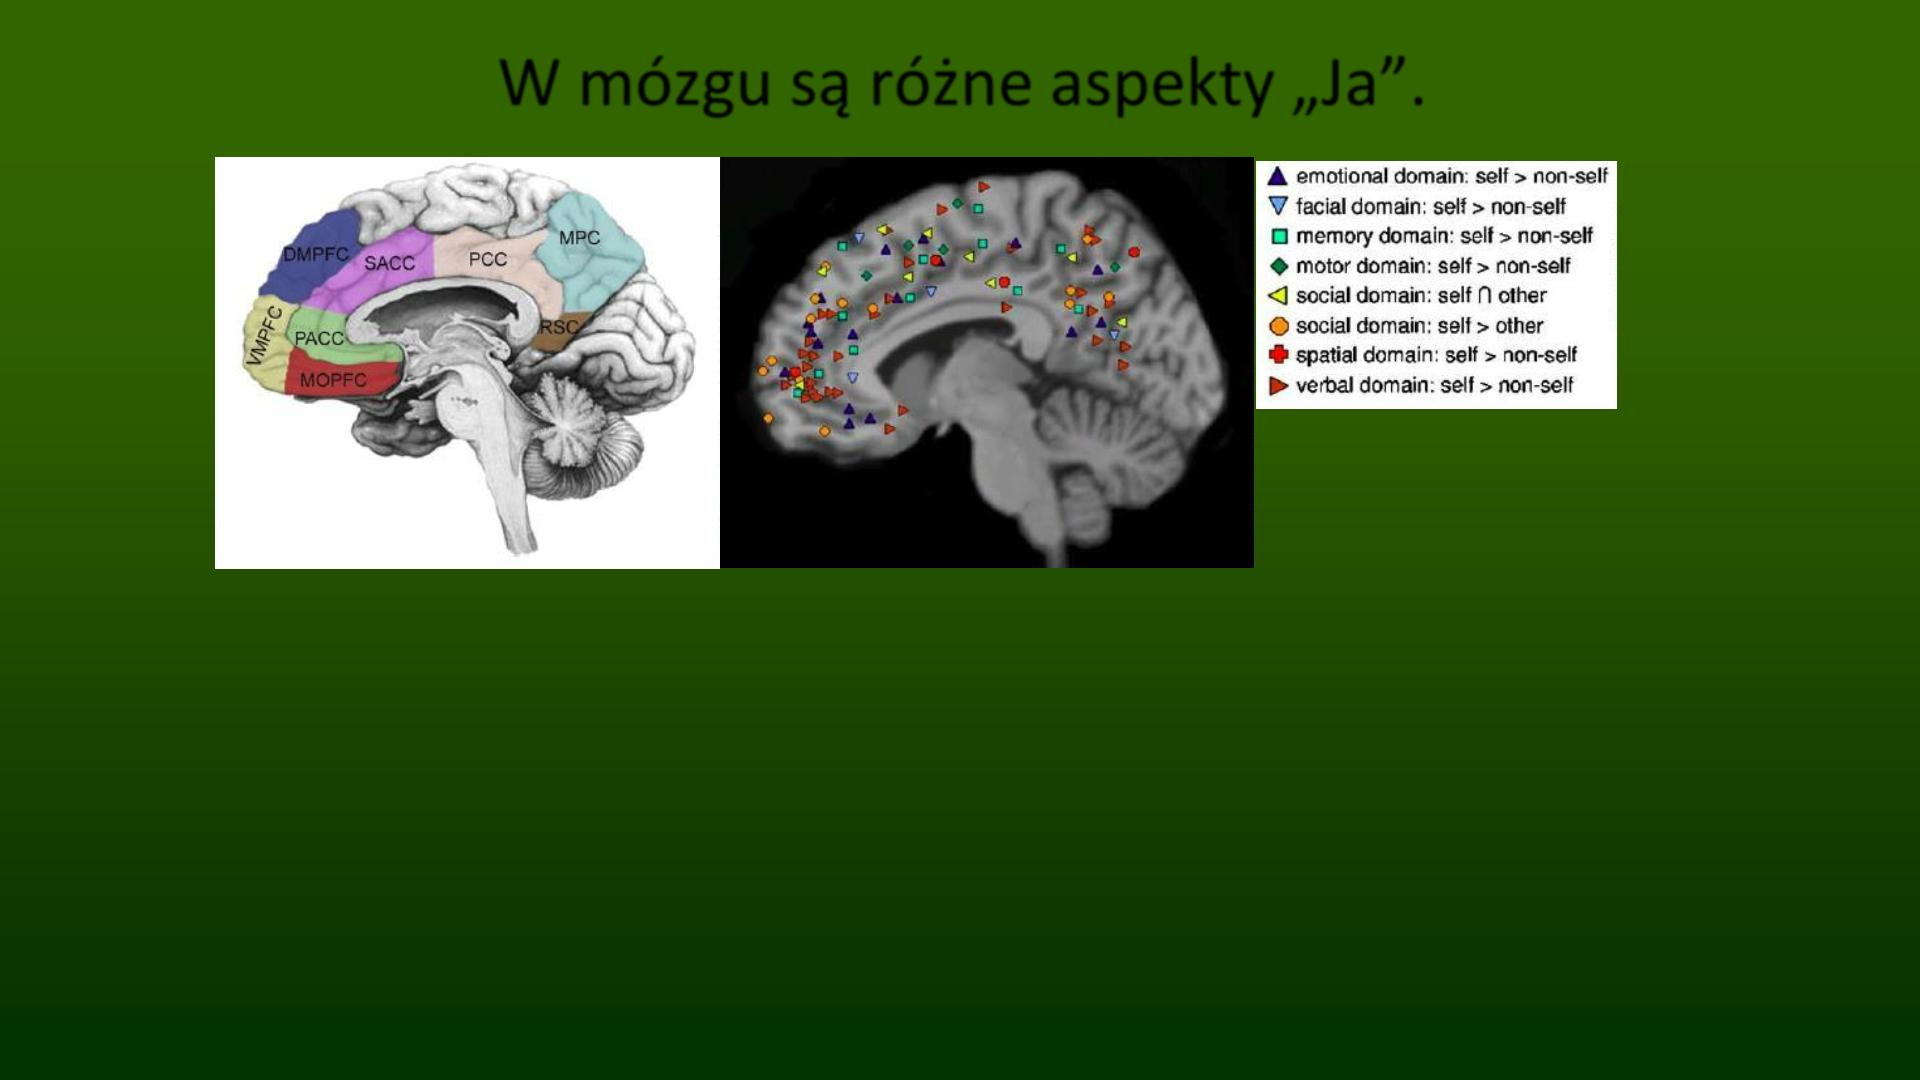 W mózgu są różne aspekty „Ja”.
DMPFC
SACC
PCC
MPC
VMPFC
PACC
RSC
MOPFC
emotional domain: self > non-self
facial domain: self > non-self
memory domain: self > non-self
motor domain: self > non-self
social domain: self ∩ other
social domain: self > other
spatial domain: self > non-self
verbal domain: self > non-self